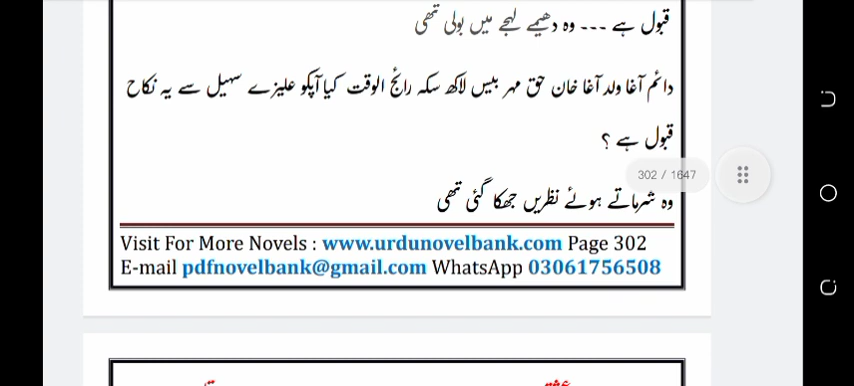 قبول ہے --- وہ دھیمے لہجے میں بولی تھی
دائم آغا ولد آغا خان حق مہر بیس لاکھ سکہ رائج الوقت کیا آپکو علیزے سہیل سے یہ نکاح
قبول ہے ؟
302 / 1647
وہ شرماتے ہوئے نظریں جھکا گئی تھی
Visit For More Novels : www.urdunovelbank.com Page 302
E-mail pdfnovelbank@gmail.com WhatsApp 03061756508